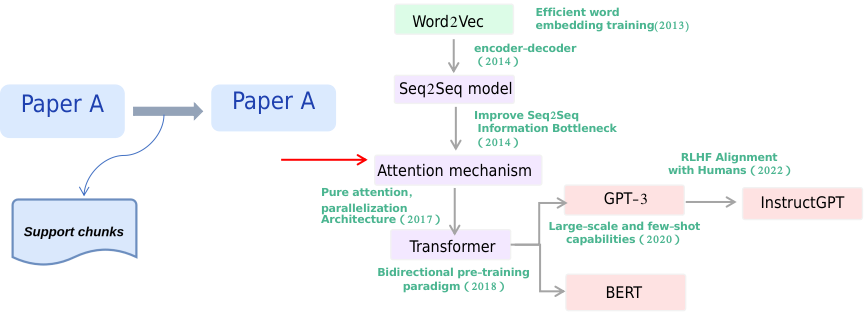 Paper A
Paper A
Support chunks
Word2Vec
Efficient word
embedding training(2013)
encoder-decoder
(2014)
Seq2Seq model
Improve Seq2Seq
Information Bottleneck
(2014)
Attention mechanism
Pure attention,
parallelization
Architecture (2017)
Transformer
Bidirectional pre-training
paradigm (2018)
RLHF Alignment
with Humans (2022)
GPT-3
InstructGPT
Large-scale and few-shot
capabilities (2020)
BERT